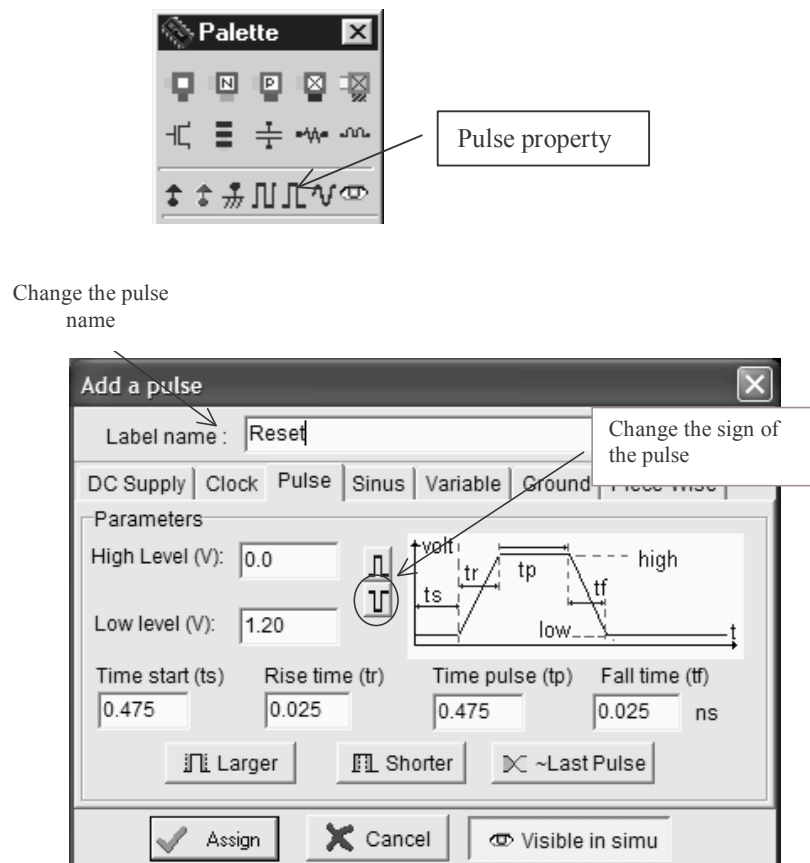 Palette
N
P
Pulse property
Change the pulse
name
Add a pulse
Label name :
Reset
Change the sign of
the pulse
DC Supply
Clock
Pulse
Sinus
Variable
Ground
Piece Wise
Parameters
High Level (V):
0.0
volt
tr
tp
high
ts
tf
Low level (V):
1.20
low
t
Time start (ts)
Rise time (tr)
Time pulse (tp)
Fall time (tf)
0.475
0.025
0.475
0.025
ns
Larger
Shorter
~Last Pulse
Assign
Cancel
Visible in simu